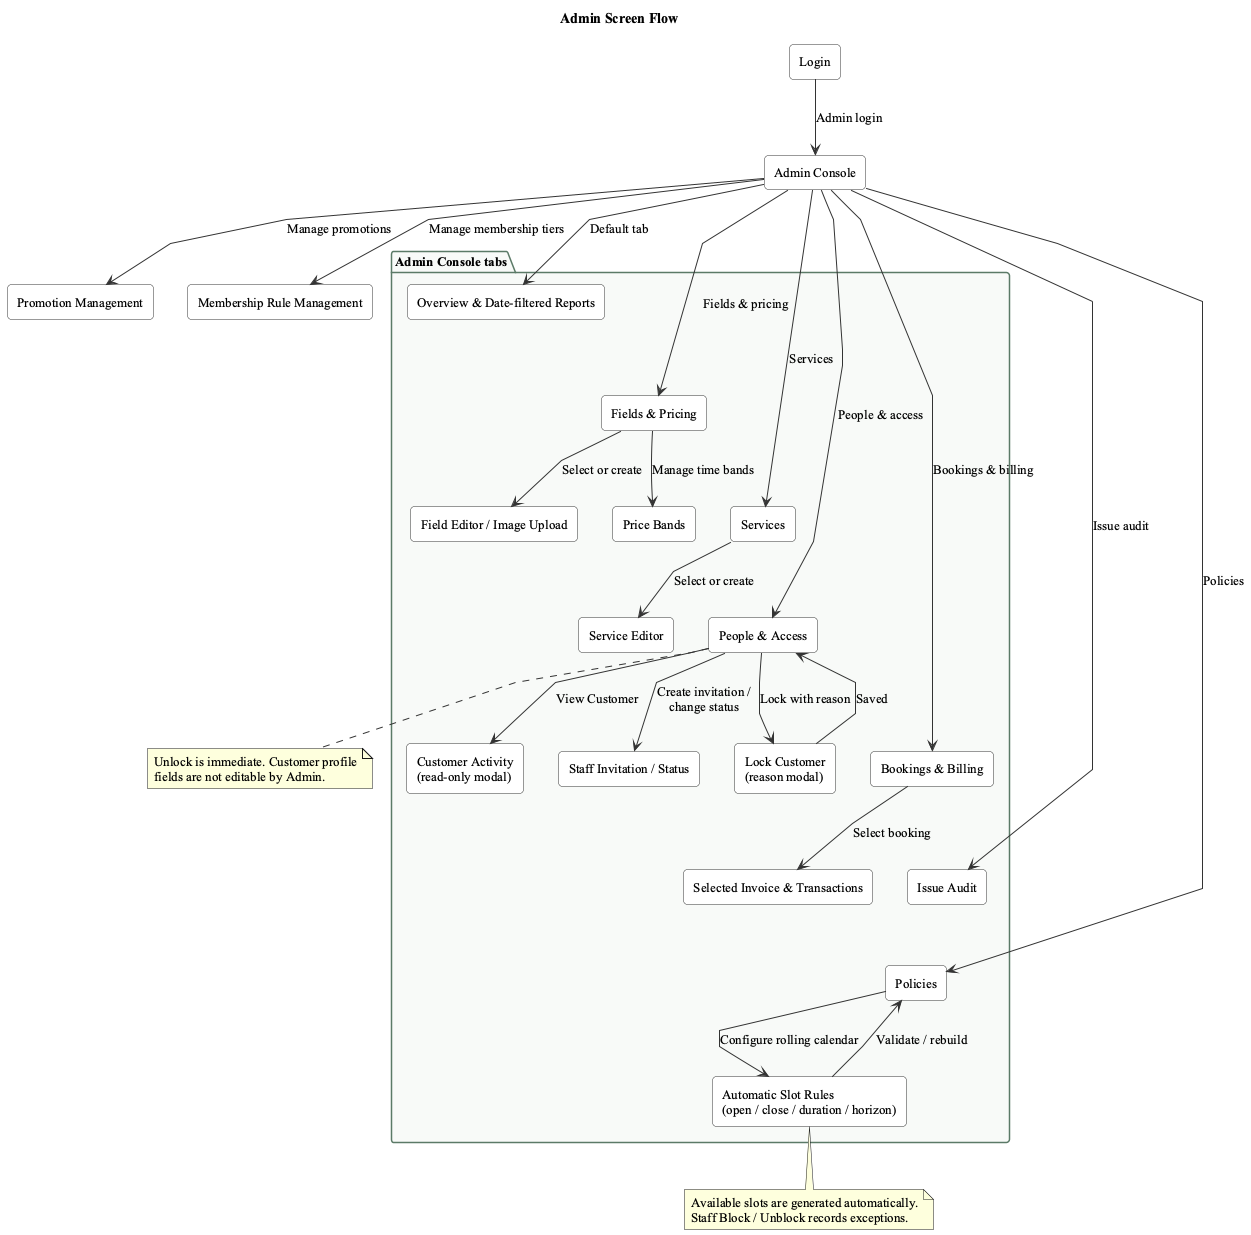 Admin Screen Flow
Login
Admin login
Admin Console
Manage promotions
Manage membership tiers
Default tab
Admin Console tabs
Promotion Management
Membership Rule Management
Overview & Date-filtered Reports
Fields & pricing
Services
Fields & Pricing
People & access
Select or create
Manage time bands
Bookings & billing
Field Editor / Image Upload
Price Bands
Services
Issue audit
Select or create
Policies
Service Editor
People & Access
View Customer
Create invitation /
change status
Lock with reason
Saved
Unlock is immediate. Customer profile
fields are not editable by Admin.
Customer Activity
(read-only modal)
Staff Invitation / Status
Lock Customer
(reason modal)
Bookings & Billing
Select booking
Selected Invoice & Transactions
Issue Audit
Policies
Configure rolling calendar
Validate / rebuild
Automatic Slot Rules
(open / close / duration / horizon)
Available slots are generated automatically.
Staff Block / Unblock records exceptions.